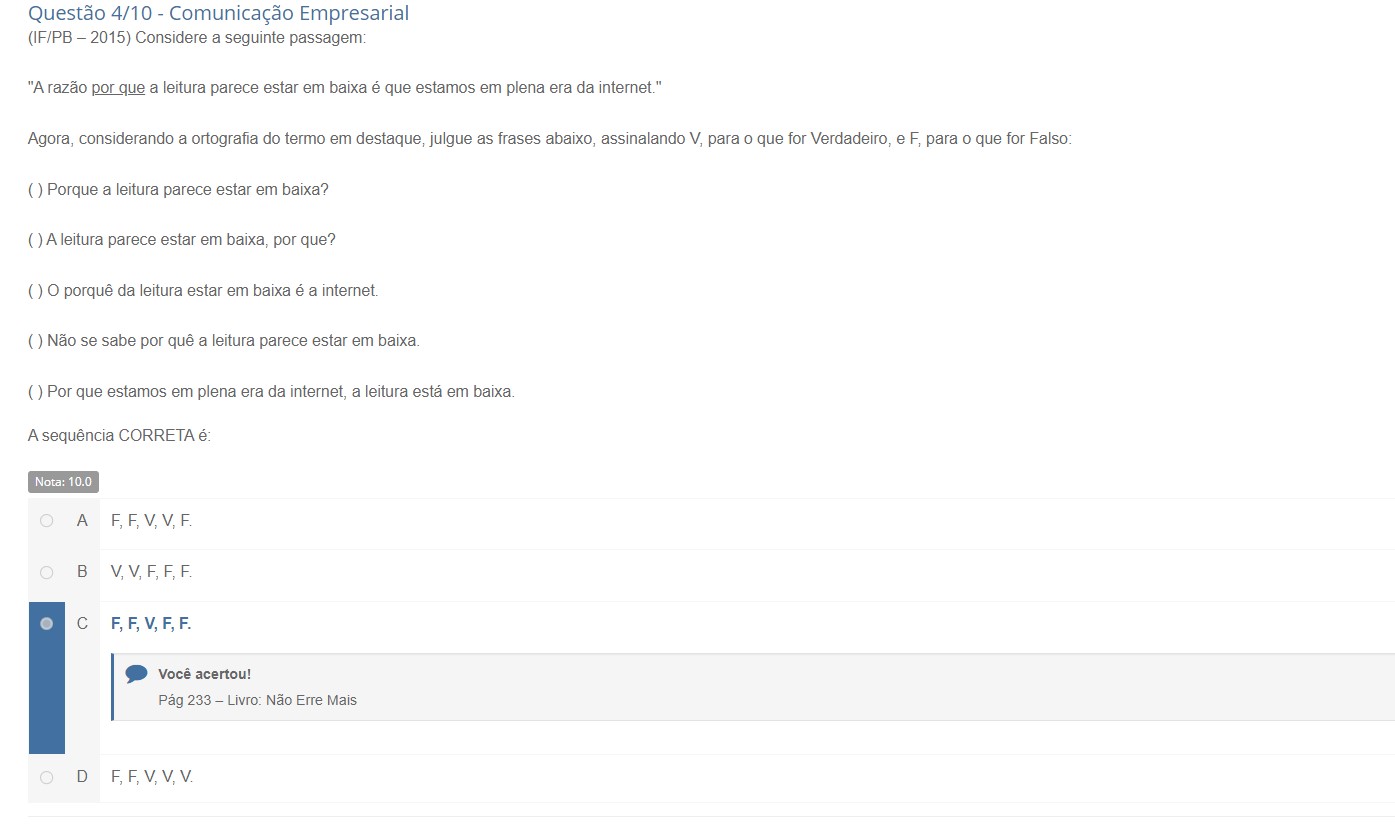 Questão 4/10 - Comunicação Empresarial
(IF/PB – 2015) Considere a seguinte passagem:
"A razão por que a leitura parece estar em baixa é que estamos em plena era da internet."
Agora, considerando a ortografia do termo em destaque, julgue as frases abaixo, assinalando V, para o que for Verdadeiro, e F, para o que for Falso:
( ) Porque a leitura parece estar em baixa?
( ) A leitura parece estar em baixa, por que?
( ) O porquê da leitura estar em baixa é a internet.
( ) Não se sabe por quê a leitura parece estar em baixa.
( ) Por que estamos em plena era da internet, a leitura está em baixa.
A sequência CORRETA é:
Nota: 10.0
A F, F, V, V, F.
B V, V, F, F, F.
C F, F, V, F, F.
Você acertou!
Pág 233 – Livro: Não Erre Mais
D F, F, V, V, V.